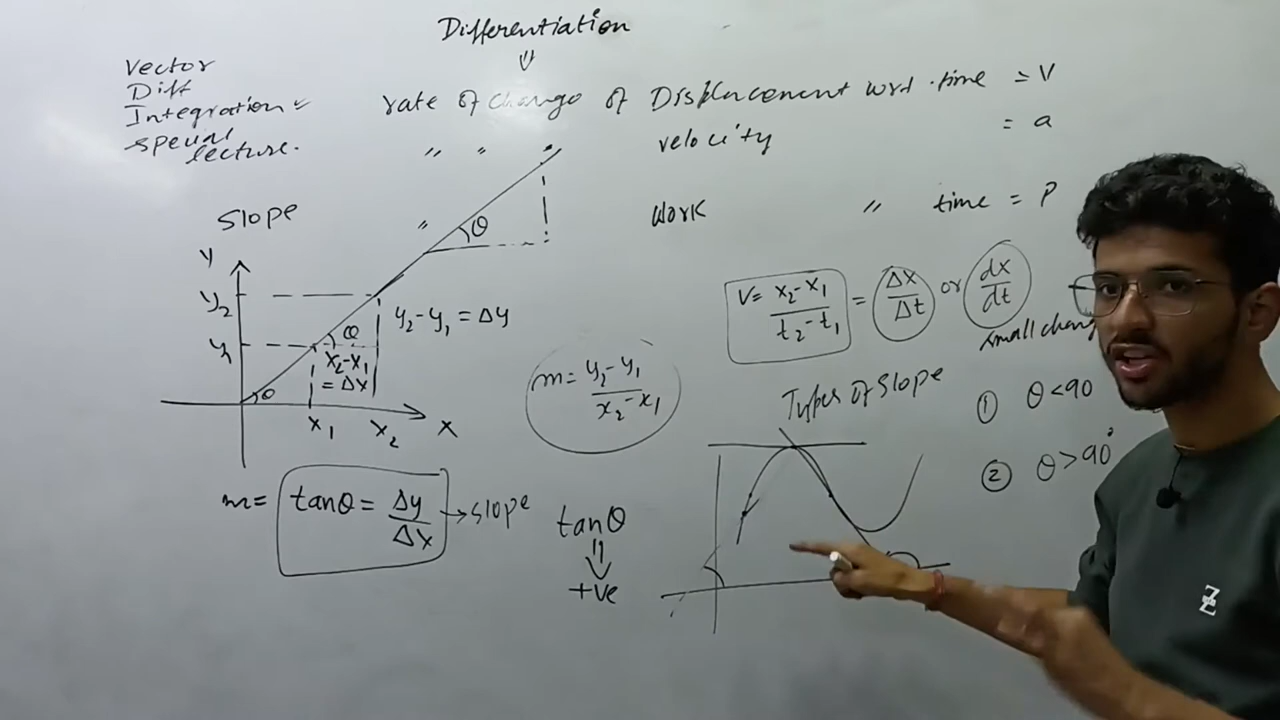 Differentiation
⇓
Vector
Diff
Integration
special
lecture.
rate of change of Displacement wrt. time = V
" " velocity = a
" Work " time = P
slope
y
y₂
y₁
θ
θ
θ
y₂-y₁ = Δy
x₂-x₁
= Δx
x₁ x₂ x
m = y₂-y₁ / x₂-x₁
V = x₂-x₁ / t₂-t₁ = Δx/Δt or dx/dt
small chang
Types of slope
① θ<90
② θ>90°
m= tanθ = Δy/Δx → slope
tanθ
⇓
+ve